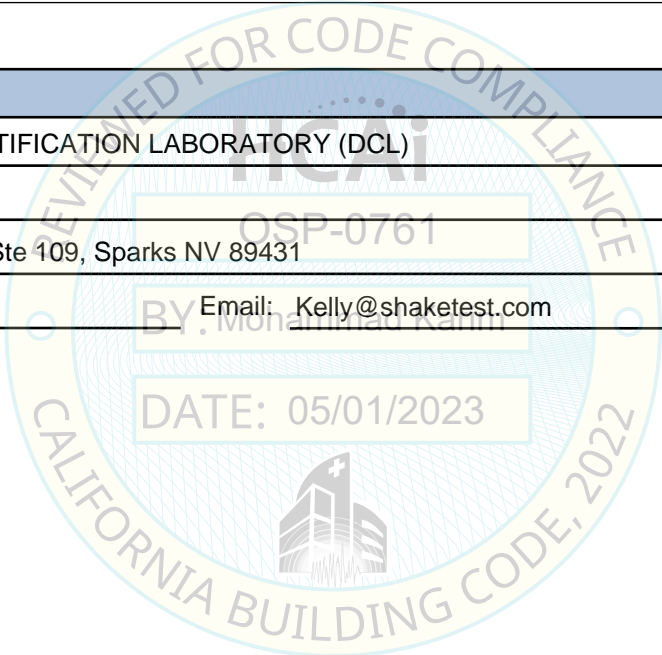 REVIEWED FOR CODE COMPLIANCE
HCAi
TIFICATION LABORATORY (DCL)
OSP-0761
Ste 109, Sparks NV 89431
Email: Kelly@shaketest.com
BY: Mohammad Karim
DATE: 05/01/2023
CALIFORNIA BUILDING CODE, 2022